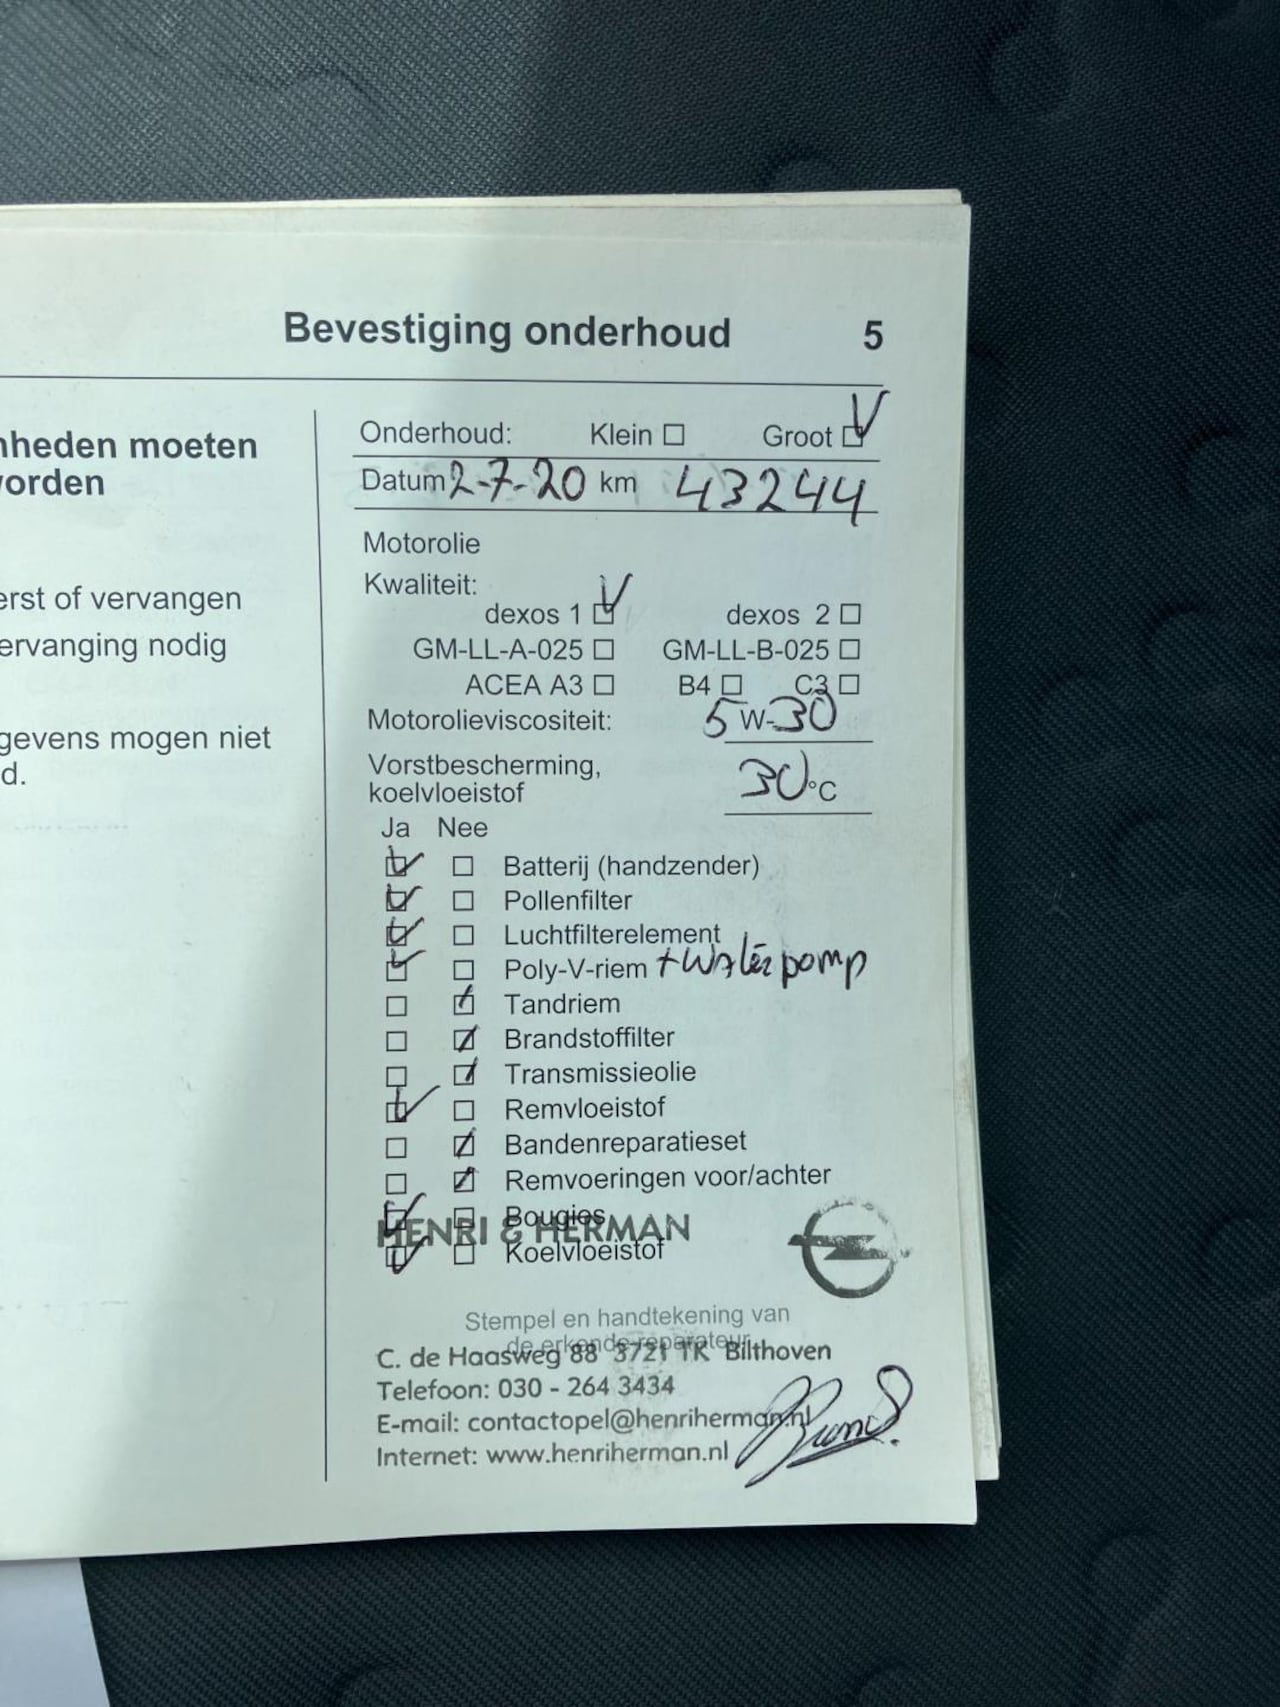 Bevestiging onderhoud 5
nheden moeten
orden
erst of vervangen
ervanging nodig
gevens mogen niet
d.
Onderhoud: Klein ☐ Groot ☑
Datum 2-7-20 km 43244
Motorolie
Kwaliteit:
dexos 1 ☑ dexos 2 ☐
GM-LL-A-025 ☐ GM-LL-B-025 ☐
ACEA A3 ☐ B4 ☐ C3 ☐
Motorolieviscositeit: 5 W-30
Vorstbescherming,
koelvloeistof 30 °C
Ja Nee
☑ ☐ Batterij (handzender)
☑ ☐ Pollenfilter
☑ ☐ Luchtfilterelement
☑ ☐ Poly-V-riem + Waterpomp
☐ ☑ Tandriem
☐ ☑ Brandstoffilter
☐ ☑ Transmissieolie
☑ ☐ Remvloeistof
☐ ☑ Bandenreparatieset
☐ ☑ Remvoeringen voor/achter
☑ ☐ Bougies
HENRI & HERMAN
☑ ☐ Koelvloeistof
Stempel en handtekening van
de erkende reparateur
C. de Haasweg 88 3721 TK Bilthoven
Telefoon: 030 - 264 3434
E-mail: contactopel@henriherman.nl
Internet: www.henriherman.nl